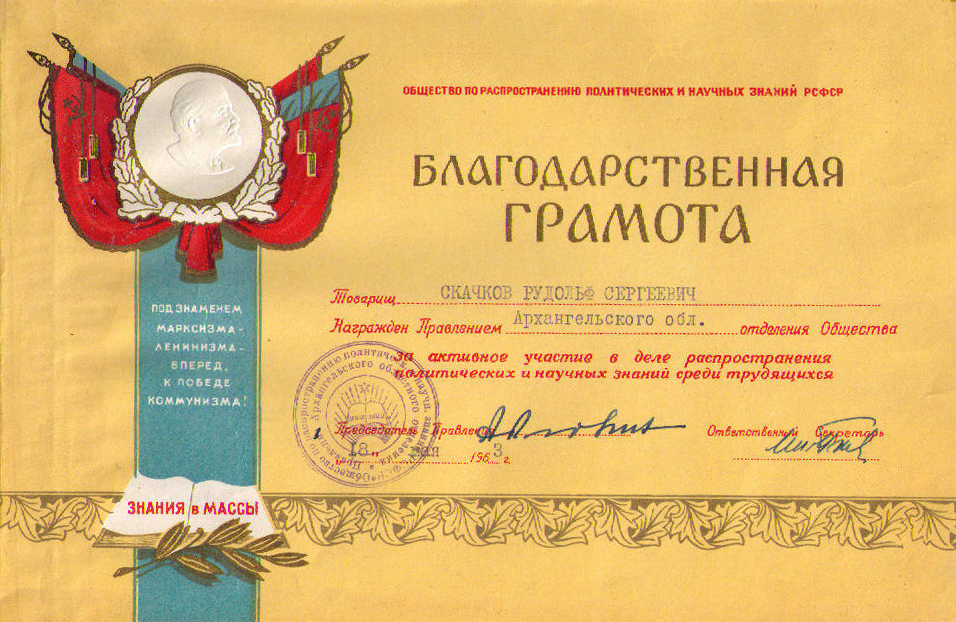 ОБЩЕСТВО ПО РАСПРОСТРАНЕНИЮ ПОЛИТИЧЕСКИХ И НАУЧНЫХ ЗНАНИЙ РСФСР
БЛАГОДАРСТВЕННАЯ
ГРАМОТА
Товарищ СКАЧКОВ РУДОЛЬФ СЕРГЕЕВИЧ
Награжден Правлением Архангельского обл. отделения Общества
за активное участие в деле распространения
политических и научных знаний среди трудящихся
Председатель Правления
Ответственный Секретарь
18 мая 1963 г.
ПОД ЗНАМЕНЕМ
МАРКСИЗМА-
ЛЕНИНИЗМА-
ВПЕРЕД,
К ПОБЕДЕ
КОММУНИЗМА!
ЗНАНИЯ в МАССЫ